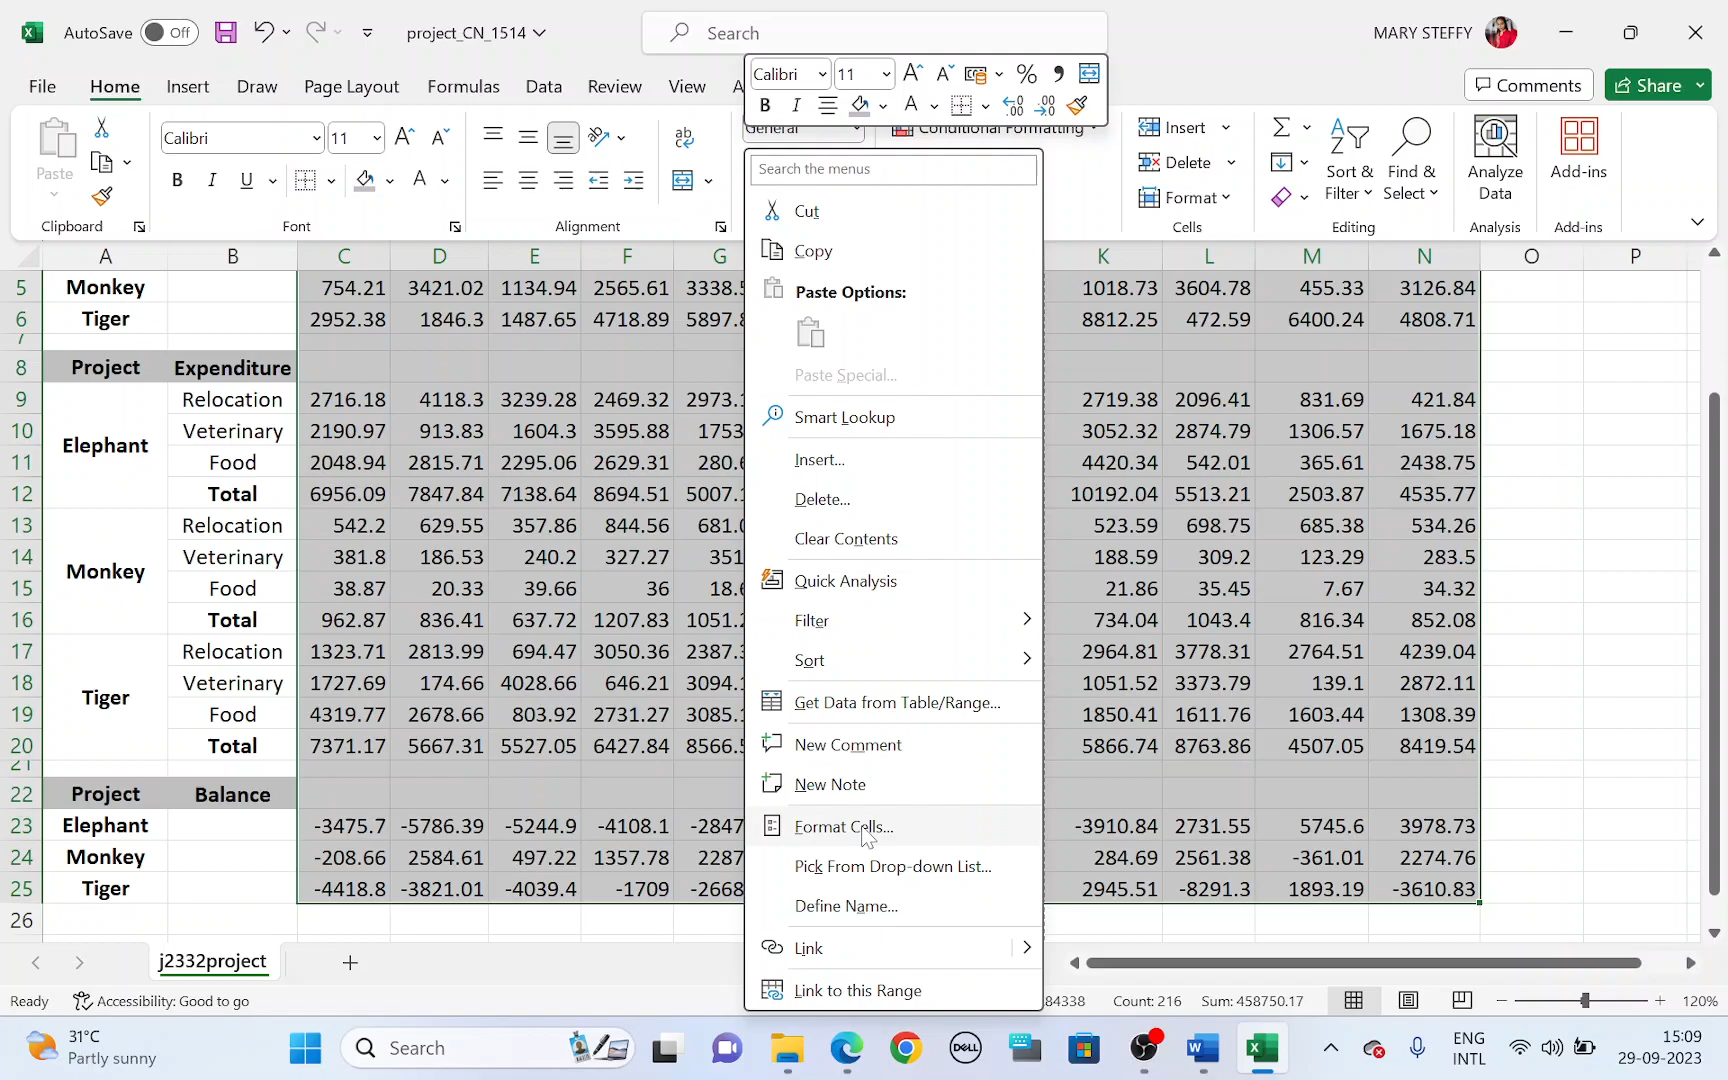 AutoSave Off project_CN_1514 Search MARY STEFFY
File Home Insert Draw Page Layout Formulas Data Review View A Comments Share
Calibri 11 % ,
B I A
Paste Calibri 11 General Conditional Formatting Insert Delete Format Sort & Filter Find & Select Analyze Data Add-ins
B I U A
Clipboard Font Alignment Cells Editing Analysis Add-ins
A B C D E F G K L M N O P
5 Monkey 754.21 3421.02 1134.94 2565.61 1018.73 3604.78 455.33 3126.84
6 Tiger 2952.38 1846.3 1487.65 4718.89 8812.25 472.59 6400.24 4808.71
7
8 Project Expenditure
9 Relocation 2716.18 4118.3 3239.28 2469.32 2719.38 2096.41 831.69 421.84
10 Elephant Veterinary 2190.97 913.83 1604.3 3595.88 1753 3052.32 2874.79 1306.57 1675.18
11 Food 2048.94 2815.71 2295.06 2629.31 4420.34 542.01 365.61 2438.75
12 Total 6956.09 7847.84 7138.64 8694.51 10192.04 5513.21 2503.87 4535.77
13 Relocation 542.2 629.55 357.86 844.56 523.59 698.75 685.38 534.26
14 Monkey Veterinary 381.8 186.53 240.2 327.27 351 188.59 309.2 123.29 283.5
15 Food 38.87 20.33 39.66 36 21.86 35.45 7.67 34.32
16 Total 962.87 836.41 637.72 1207.83 734.04 1043.4 816.34 852.08
17 Relocation 1323.71 2813.99 694.47 3050.36 2964.81 3778.31 2764.51 4239.04
18 Tiger Veterinary 1727.69 174.66 4028.66 646.21 1051.52 3373.79 139.1 2872.11
19 Food 4319.77 2678.66 803.92 2731.27 1850.41 1611.76 1603.44 1308.39
20 Total 7371.17 5667.31 5527.05 6427.84 5866.74 8763.86 4507.05 8419.54
21
22 Project Balance
23 Elephant -3475.7 -5786.39 -5244.9 -4108.1 -2847 -3910.84 2731.55 5745.6 3978.73
24 Monkey -208.66 2584.61 497.22 1357.78 2287 284.69 2561.38 -361.01 2274.76
25 Tiger -4418.8 -3821.01 -4039.4 -1709 -2668 2945.51 -8291.3 1893.19 -3610.83
26
Search the menus
Cut
Copy
Paste Options:
Paste Special...
Smart Lookup
Insert...
Delete...
Clear Contents
Quick Analysis
Filter
Sort
Get Data from Table/Range...
New Comment
New Note
Format Cells...
Pick From Drop-down List...
Define Name...
Link
Link to this Range
j2332project
Ready Accessibility: Good to go 84338 Count: 216 Sum: 458750.17 120%
31°C
Partly sunny
Search DELL ENG
INTL
15:09
29-09-2023